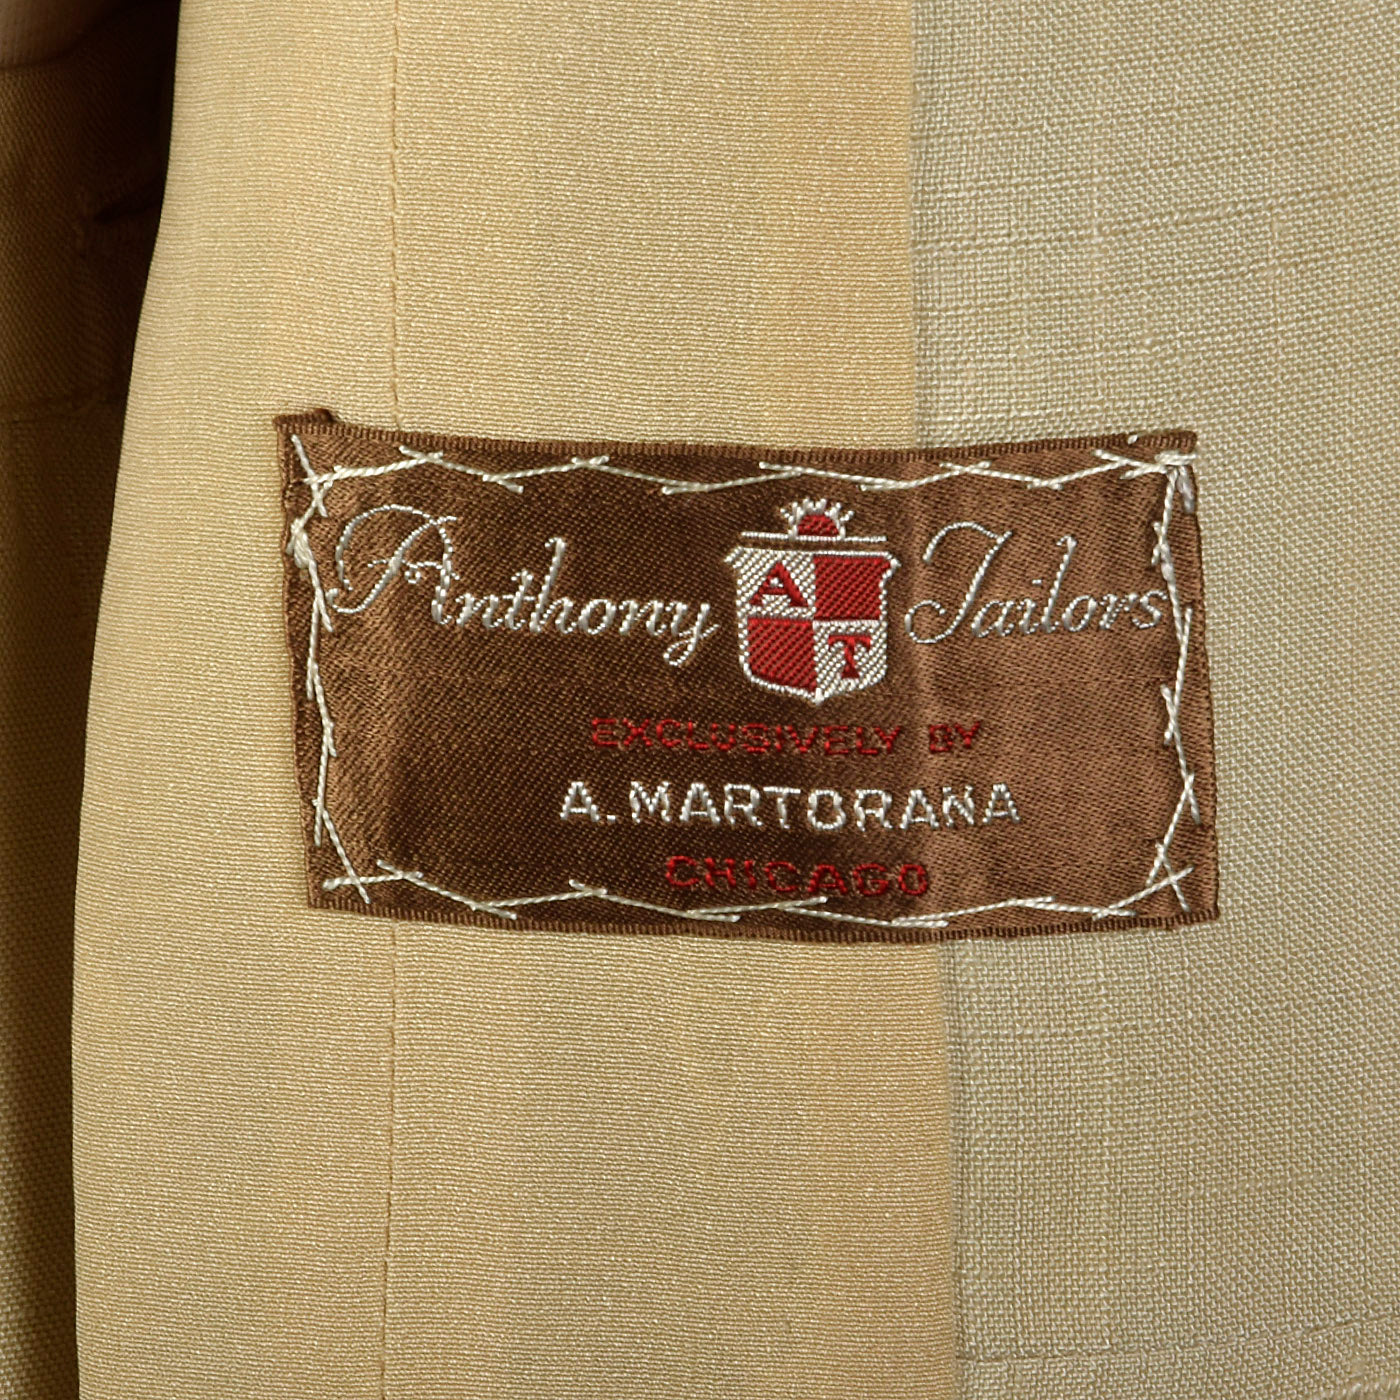 Anthony Tailors
A
T
EXCLUSIVELY BY
A. MARTORANA
CHICAGO